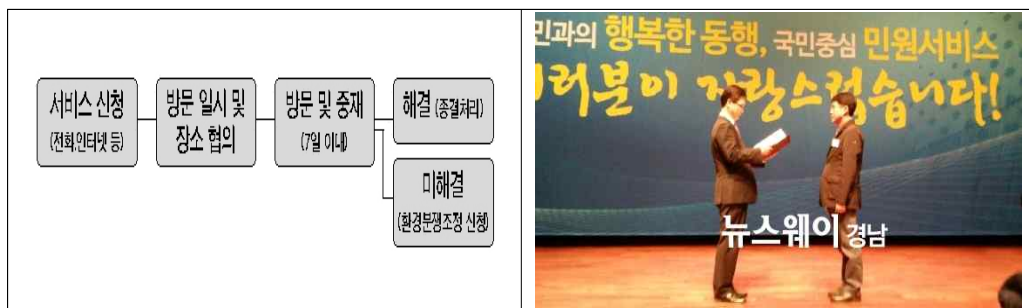 서비스 신청
(전화,인터넷 등)
방문 일시 및
장소 협의
방문 및 중재
(7일 이내)
해결 (종결처리)
미해결
(환경분쟁조정 신청)
민과의 행복한 동행, 국민중심 민원서비스
러분이 자랑스럽습니다!
뉴스웨이 경남